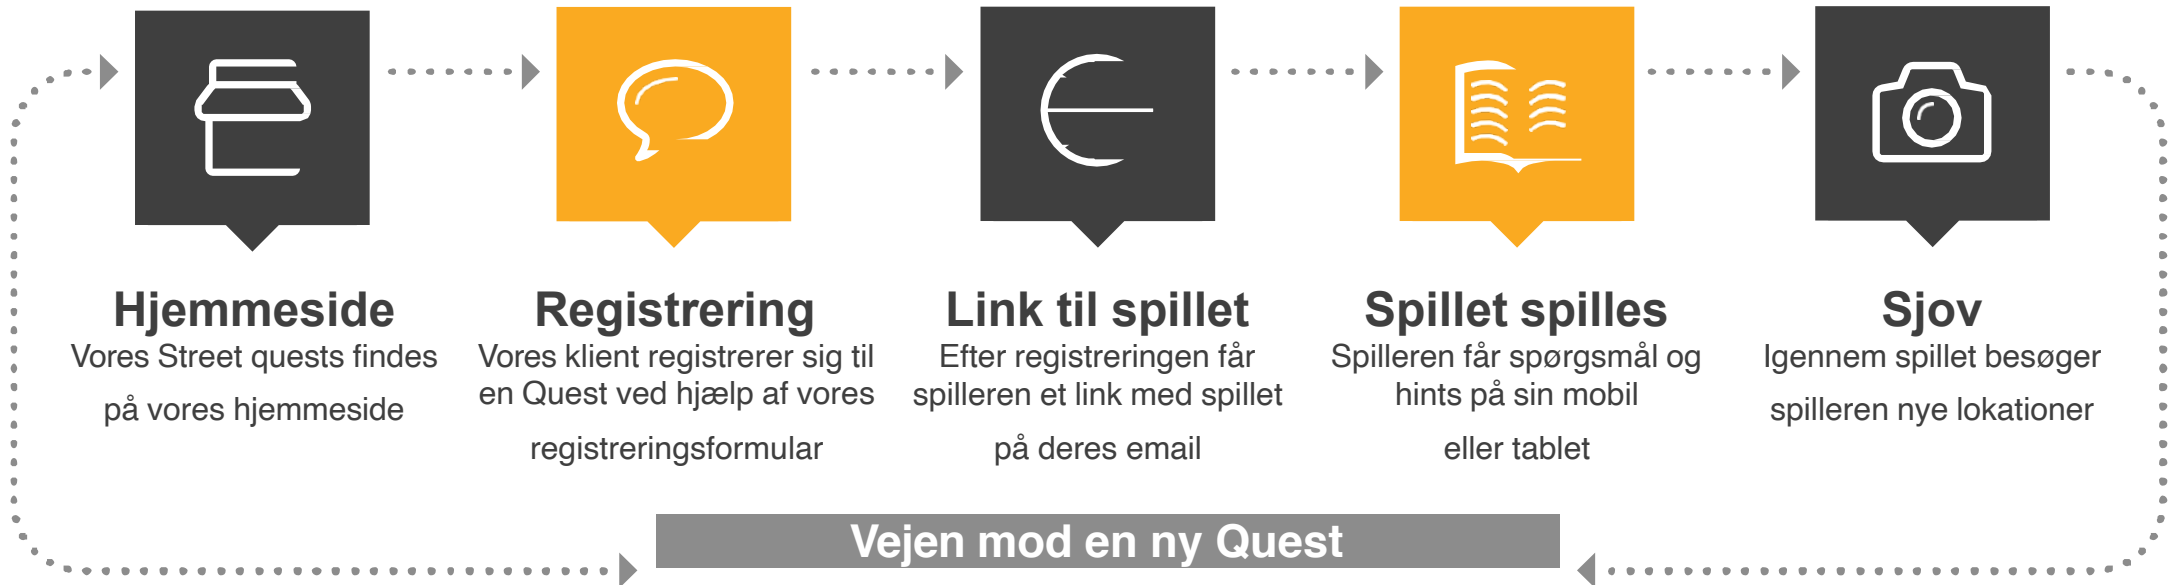 Hjemmeside
Vores Street quests findes
på vores hjemmeside
Registrering
Vores klient registrerer sig til
en Quest ved hjælp af vores
registreringsformular
Link til spillet
Efter registreringen får
spilleren et link med spillet
på deres email
Spillet spilles
Spilleren får spørgsmål og
hints på sin mobil
eller tablet
Sjov
Igennem spillet besøger
spilleren nye lokationer
Vejen mod en ny Quest